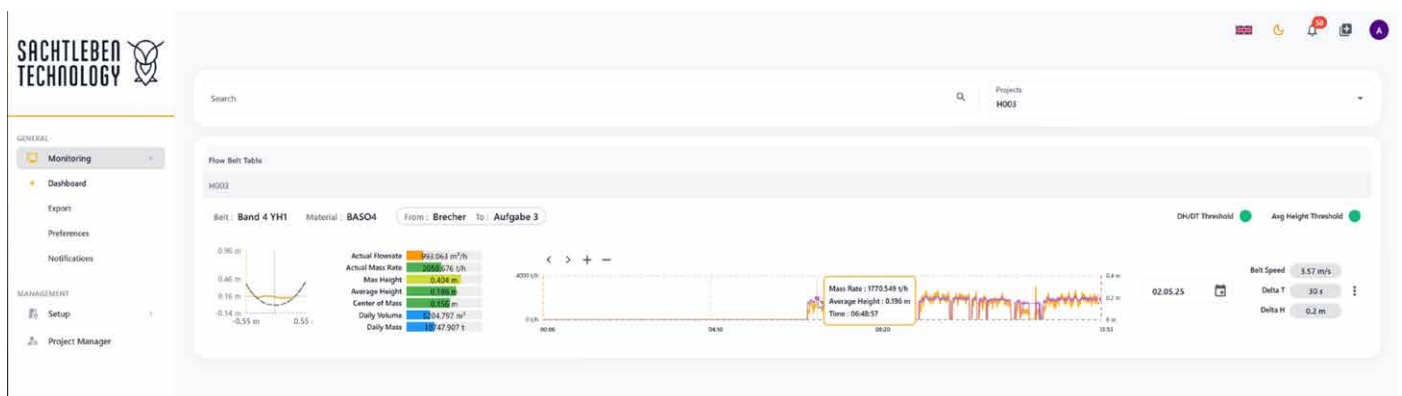 SACHTLEBEN
TECHNOLOGY
50
A
Search
Projects
H003
GENERAL
Monitoring
Dashboard
Export
Preferences
Notifications
MANAGEMENT
Setup
Project Manager
Flow Belt Table
H003
Belt : Band 4 YH1 Material : BASO4 From : Brecher To : Aufgabe 3
DH/DT Threshold Avg Height Threshold
0.96 m
0.46 m
0.16 m
-0.34 m
-0.55 m 0.55
Actual Flowrate 993.063 m³/h
Actual Mass Rate 2050.676 t/h
Max Height 0.404 m
Average Height 0.186 m
Center of Mass 0.156 m
Daily Volume 5204.797 m³
Daily Mass 10747.907 t
4000 t/h
0 t/h
Mass Rate : 1770.549 t/h
Average Height : 0.196 m
Time : 06:48:57
0.4 m
0.2 m
0 m
00:06 04:10 08:20 13:53
02.05.25
Belt Speed 3.57 m/s
Delta T 30 s
Delta H 0.2 m